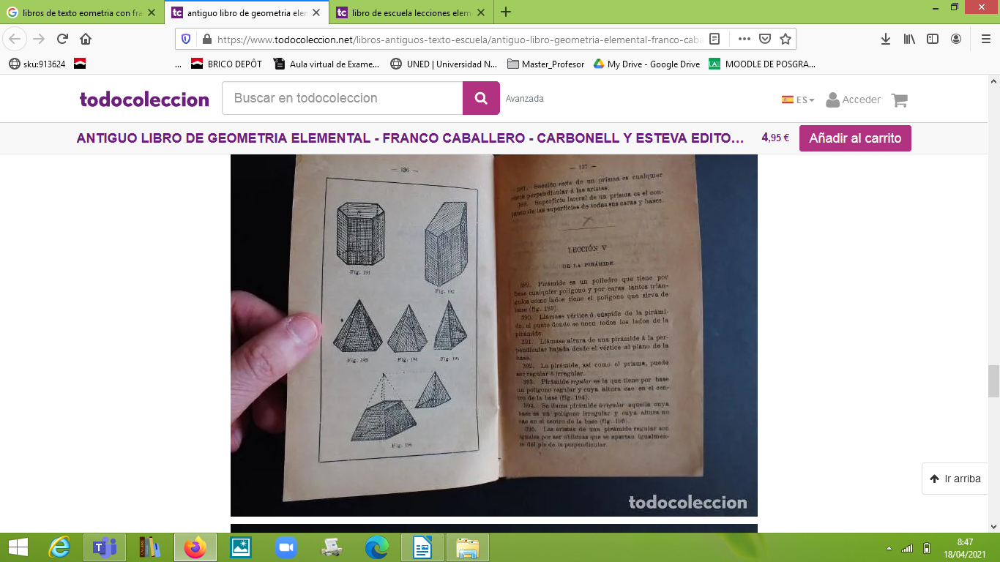 libros de texto eometria con fra
antiguo libro de geometria elem
libro de escuela lecciones elem
https://www.todocoleccion.net/libros-antiguos-texto-escuela/antiguo-libro-geometria-elemental-franco-caba
sku:913624
...
BRICO DEPÔT
Aula virtual de Exame...
UNED | Universidad N...
Master_Profesor
My Drive - Google Drive
MOODLE DE POSGRA...
todocoleccion
Buscar en todocoleccion
Avanzada
ES
Acceder
ANTIGUO LIBRO DE GEOMETRIA ELEMENTAL - FRANCO CABALLERO - CARBONELL Y ESTEVA EDITO...
4,95 €
Añadir al carrito
— 136 —
Fig. 191
Fig. 192
Fig. 193
Fig. 194
Fig. 195
Fig. 196
— 137 —
387. Sección recta de un prisma es cualquier
corte perpendicular á las aristas.
388. Superficie lateral de un prisma es el con-
junto de las superficies de todas sus caras y bases.
LECCIÓN V
DE LA PIRÁMIDE
389. Pirámide es un poliedro que tiene por
base cualquier polígono y por caras tantos trián-
gulos como lados tiene el polígono que sirve de
base (fig. 193).
390. Llámase vértice ó cúspide de la pirámi-
de, el punto donde se unen todos los lados de la
pirámide.
391. Llámase altura de una pirámide á la per-
pendicular bajada desde el vértice al plano de la
base.
392. La pirámide, así como el prisma, puede
ser regular ó irregular.
393. Pirámide regular es la que tiene por base
un polígono regular y cuya altura cae en el cen-
tro de la base (fig. 194).
394. Se llama pirámide irregular aquella cuya
base es un polígono irregular y cuya altura no
cae en el centro de la base (fig. 195).
395. Las aristas de una pirámide regular son
iguales por ser oblicuas que se apartan igualmen-
te del pie de la perpendicular.
todocoleccion
Ir arriba
8:47
18/04/2021